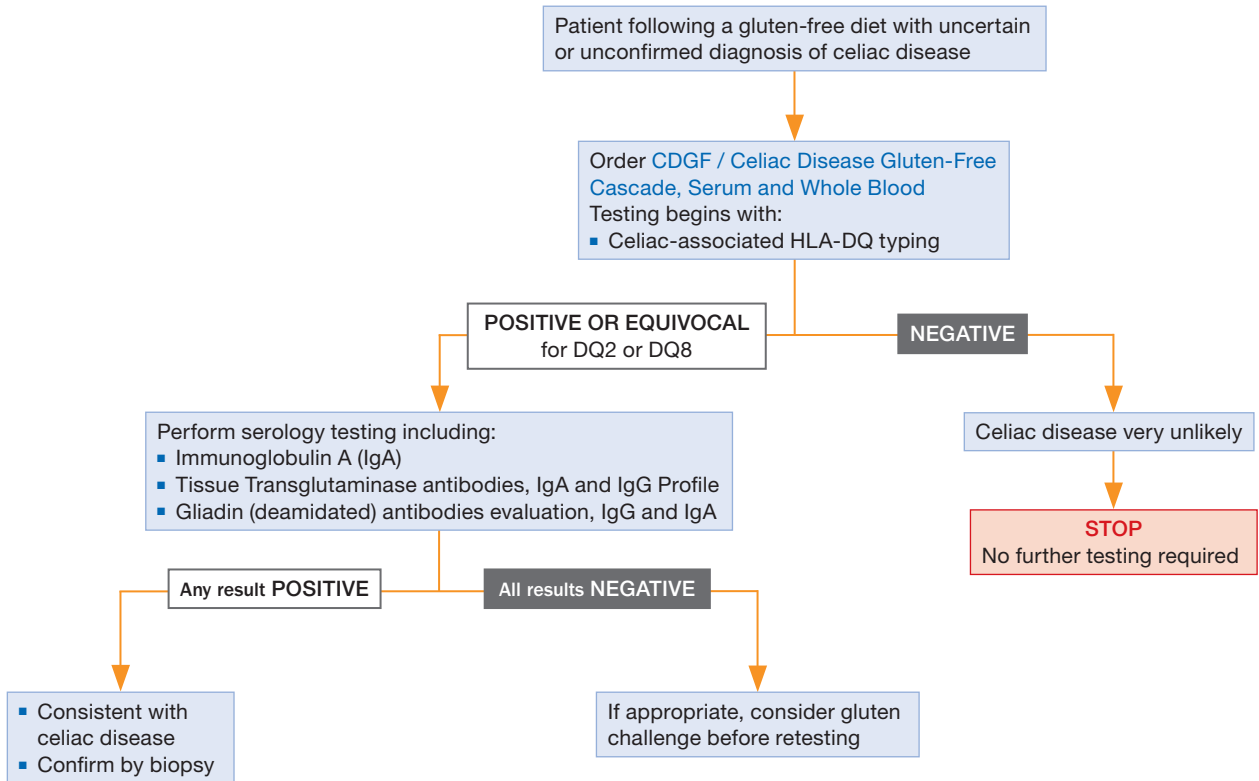 Patient following a gluten-free diet with uncertain
or unconfirmed diagnosis of celiac disease
Order CDGF / Celiac Disease Gluten-Free
Cascade, Serum and Whole Blood
Testing begins with:
▪ Celiac-associated HLA-DQ typing
POSITIVE OR EQUIVOCAL
for DQ2 or DQ8
NEGATIVE
Perform serology testing including:
▪ Immunoglobulin A (IgA)
▪ Tissue Transglutaminase antibodies, IgA and IgG Profile
▪ Gliadin (deamidated) antibodies evaluation, IgG and IgA
Celiac disease very unlikely
STOP
No further testing required
Any result POSITIVE
All results NEGATIVE
▪ Consistent with
celiac disease
▪ Confirm by biopsy
If appropriate, consider gluten
challenge before retesting